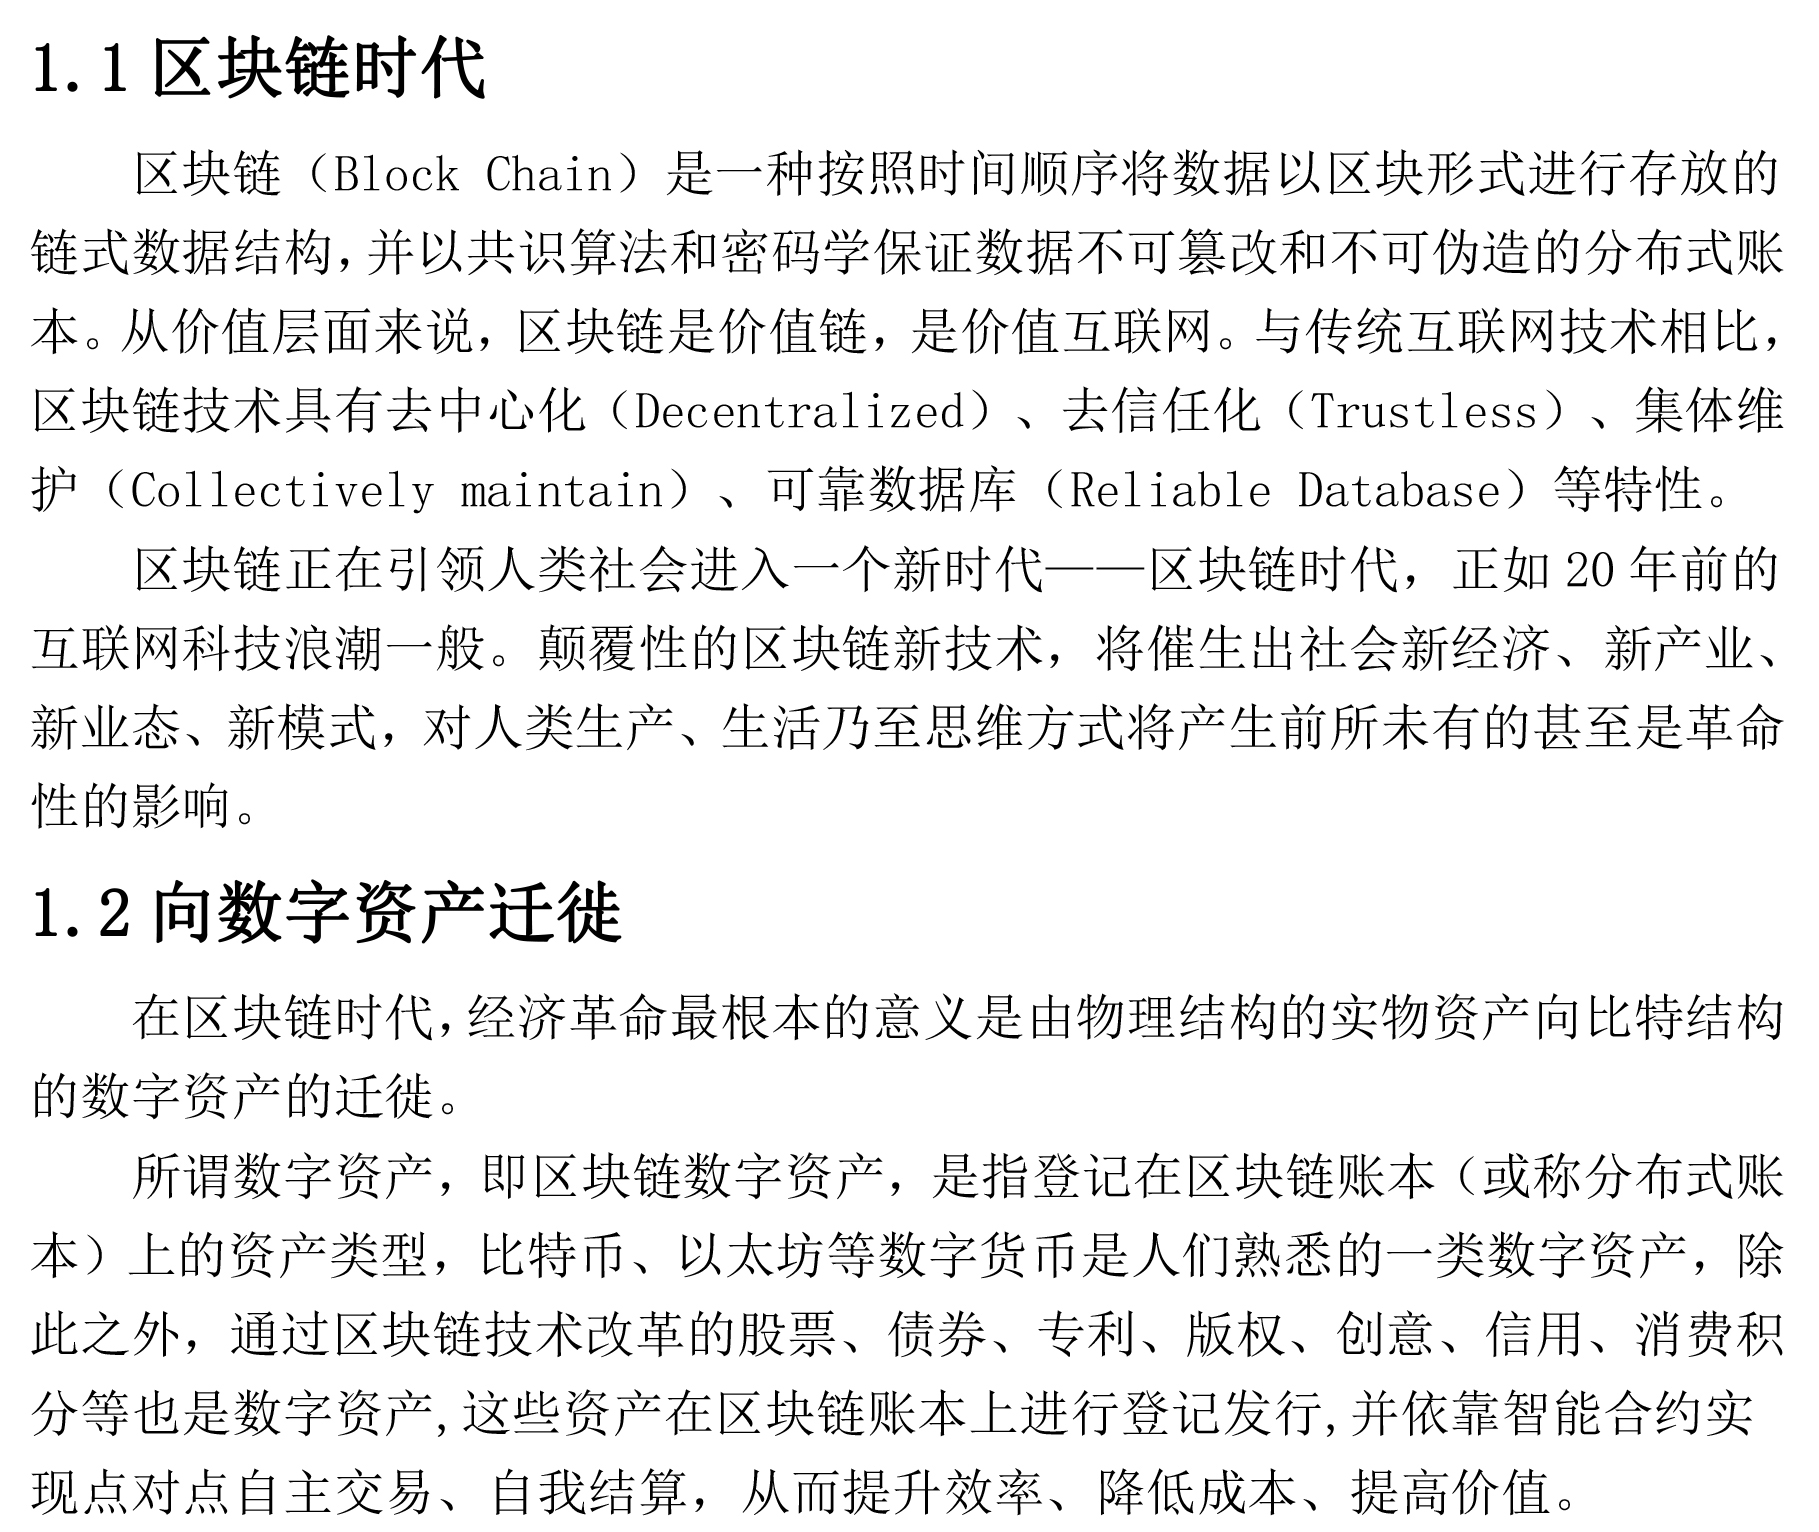 1.1 区块链时代
区块链（Block Chain）是一种按照时间顺序将数据以区块形式进行存放的
链式数据结构，并以共识算法和密码学保证数据不可篡改和不可伪造的分布式账
本。从价值层面来说，区块链是价值链，是价值互联网。与传统互联网技术相比，
区块链技术具有去中心化（Decentralized）、去信任化（Trustless）、集体维
护（Collectively maintain）、可靠数据库（Reliable Database）等特性。
区块链正在引领人类社会进入一个新时代——区块链时代，正如 20 年前的
互联网科技浪潮一般。颠覆性的区块链新技术，将催生出社会新经济、新产业、
新业态、新模式，对人类生产、生活乃至思维方式将产生前所未有的甚至是革命
性的影响。
1.2 向数字资产迁徙
在区块链时代，经济革命最根本的意义是由物理结构的实物资产向比特结构
的数字资产的迁徙。
所谓数字资产，即区块链数字资产，是指登记在区块链账本（或称分布式账
本）上的资产类型，比特币、以太坊等数字货币是人们熟悉的一类数字资产，除
此之外，通过区块链技术改革的股票、债券、专利、版权、创意、信用、消费积
分等也是数字资产,这些资产在区块链账本上进行登记发行,并依靠智能合约实
现点对点自主交易、自我结算，从而提升效率、降低成本、提高价值。